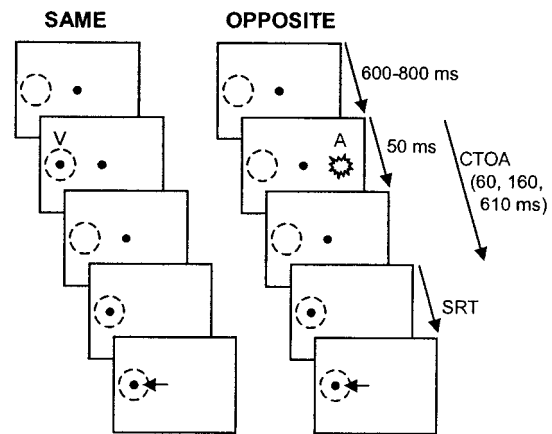 SAME
OPPOSITE
600-800 ms
V
A
50 ms
CTOA
(60, 160,
610 ms)
SRT